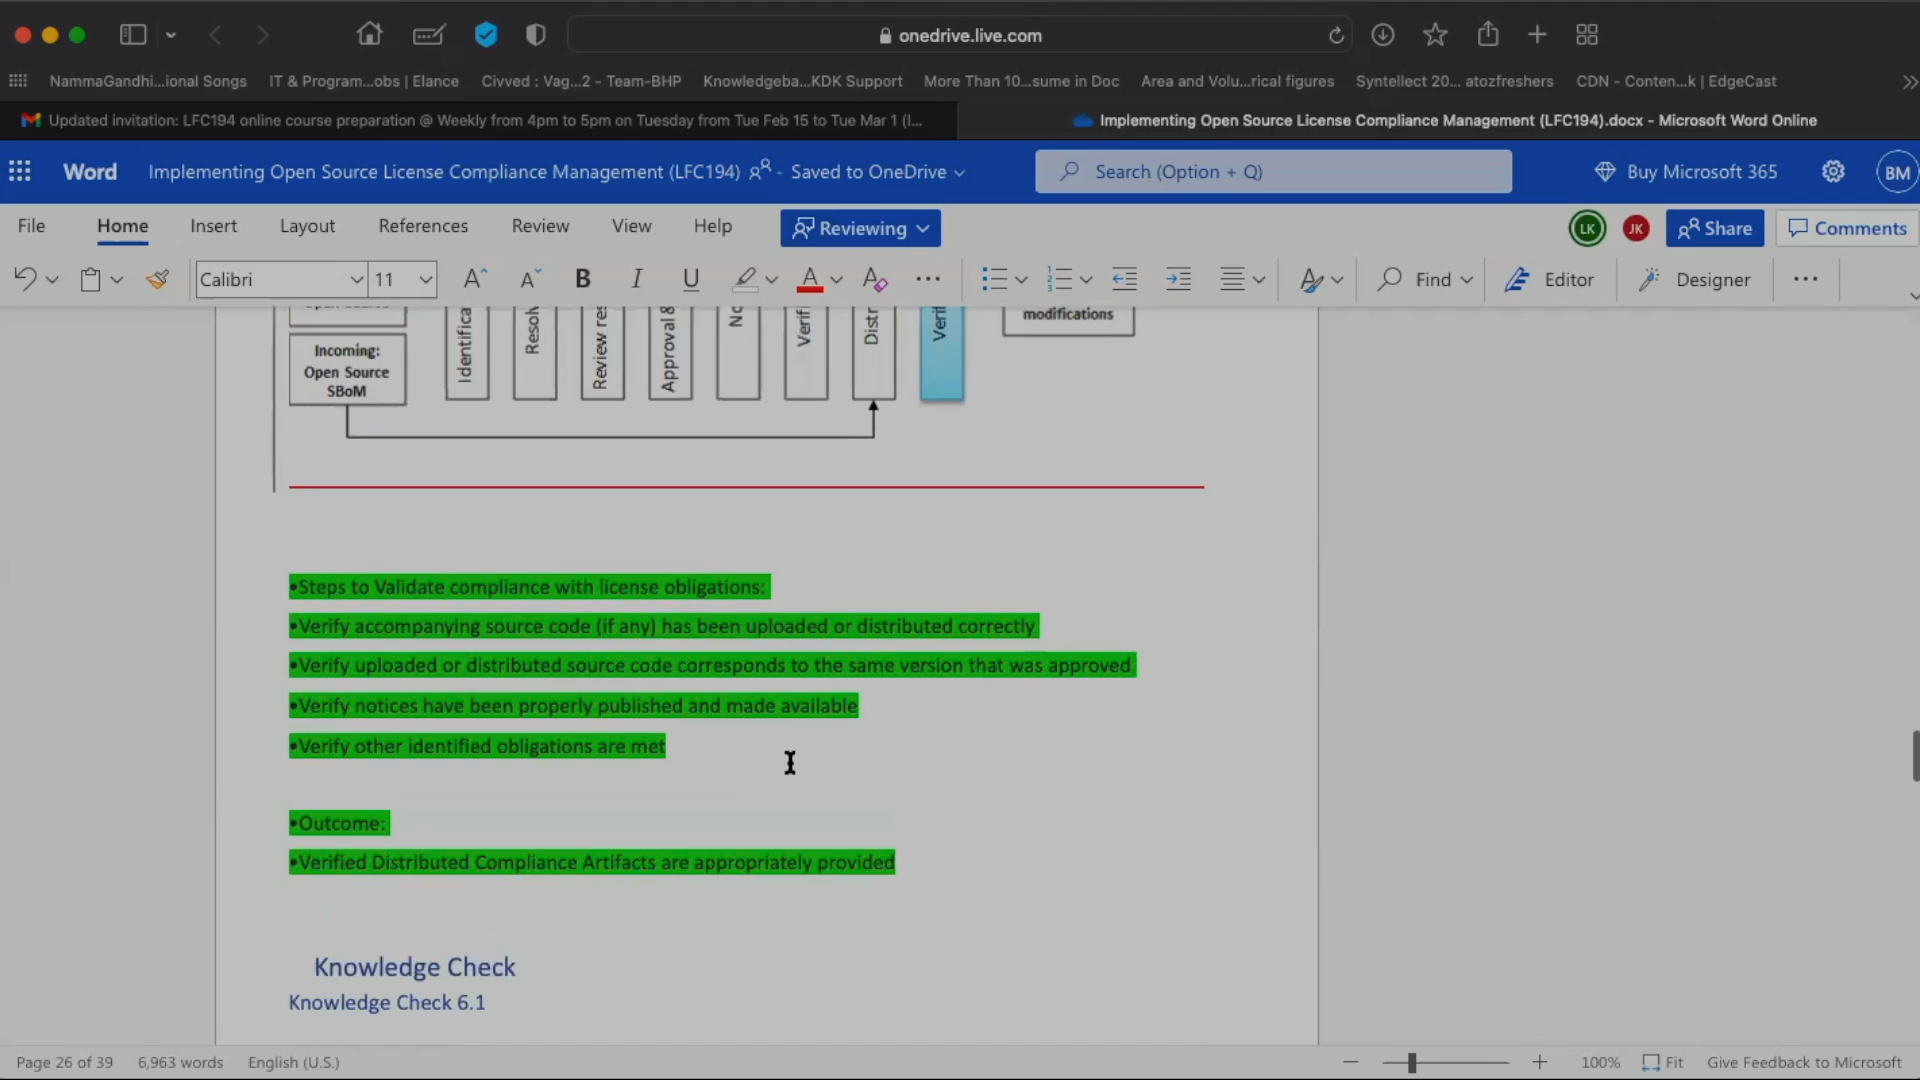 onedrive.live.com
NammaGandhi...ional Songs IT & Program...obs | Elance Civved : Vag...2 - Team-BHP Knowledgeba...KDK Support More Than 10...sume in Doc Area and Volu...rical figures Syntellect 20... atozfreshers CDN - Conten...k | EdgeCast
Updated invitation: LFC194 online course preparation @ Weekly from 4pm to 5pm on Tuesday from Tue Feb 15 to Tue Mar 1 (I... Implementing Open Source License Compliance Management (LFC194).docx - Microsoft Word Online
Word Implementing Open Source License Compliance Management (LFC194) - Saved to OneDrive Search (Option + Q) Buy Microsoft 365 BM
File Home Insert Layout References Review View Help Reviewing LK JK Share Comments
Calibri 11 Find Editor Designer
modifications
Incoming:
Open Source
SBoM
Identifica
Resol
Review res
Approval &
No
Verifi
Distr
Verif
•Steps to Validate compliance with license obligations:
•Verify accompanying source code (if any) has been uploaded or distributed correctly
•Verify uploaded or distributed source code corresponds to the same version that was approved
•Verify notices have been properly published and made available
•Verify other identified obligations are met
•Outcome:
•Verified Distributed Compliance Artifacts are appropriately provided
Knowledge Check
Knowledge Check 6.1
Page 26 of 39 6,963 words English (U.S.) 100% Fit Give Feedback to Microsoft